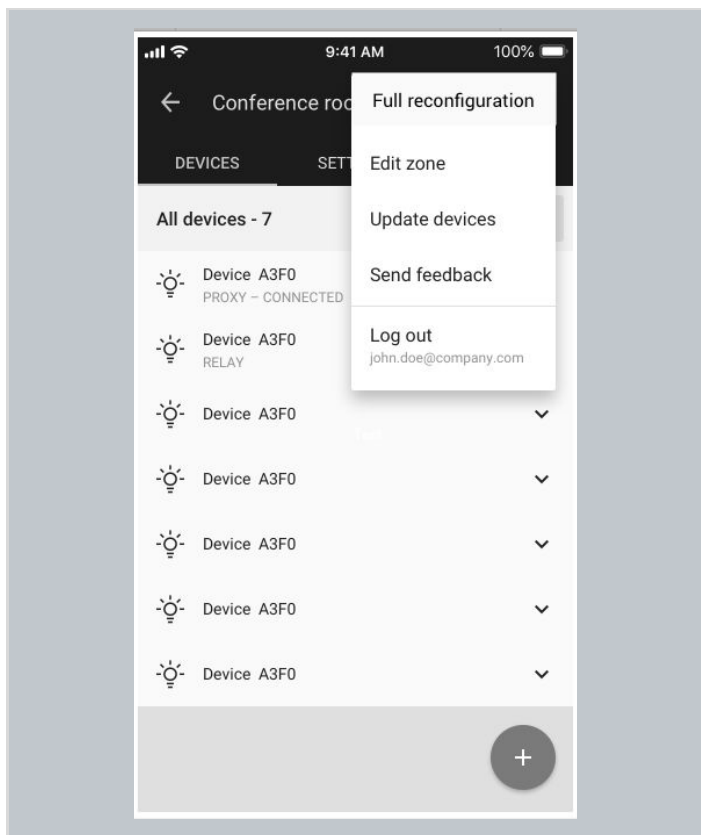 9:41 AM 100%
Conference roo
Full reconfiguration
DEVICES SETT
Edit zone
All devices - 7
Update devices
Device A3F0
PROXY – CONNECTED
Send feedback
Device A3F0
RELAY
Log out
john.doe@company.com
Device A3F0
Device A3F0
Device A3F0
Device A3F0
Device A3F0